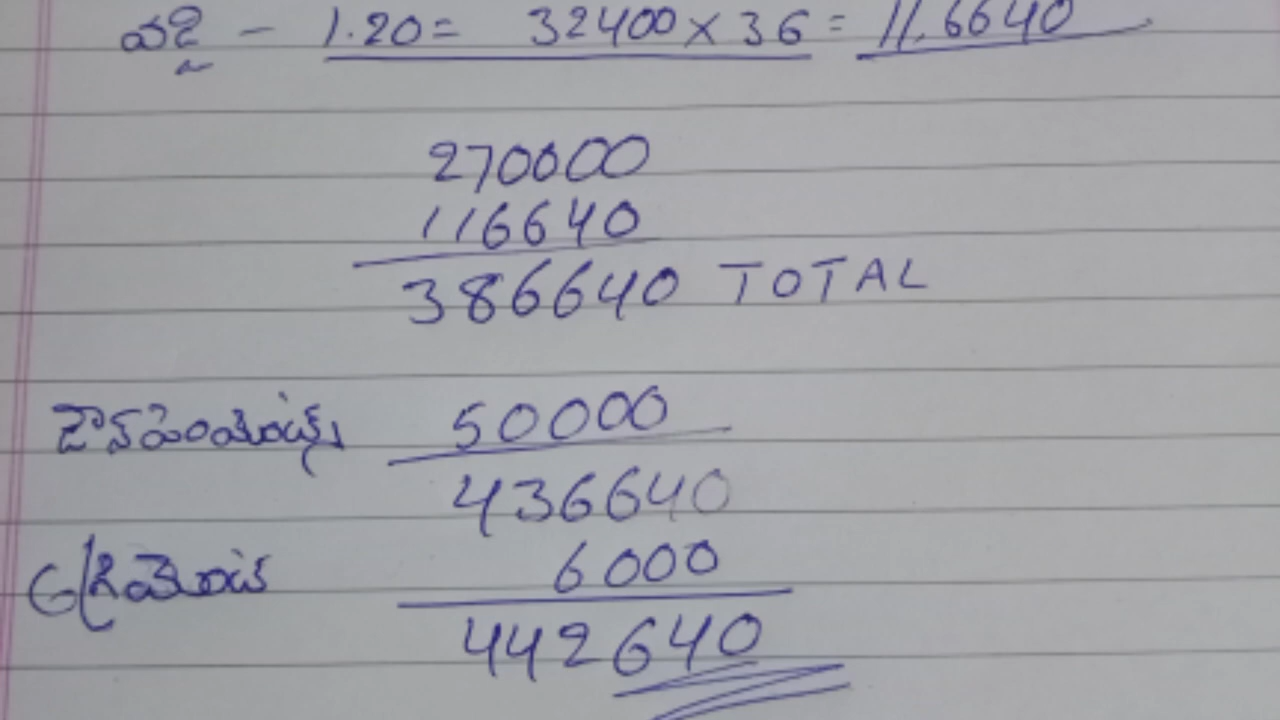 వడ్డీ - 1.20= 32400 x 36 = 11.6640
270000
116640
386640 TOTAL
డౌన్ పేమెంట్ 50000
436640
6000
442640